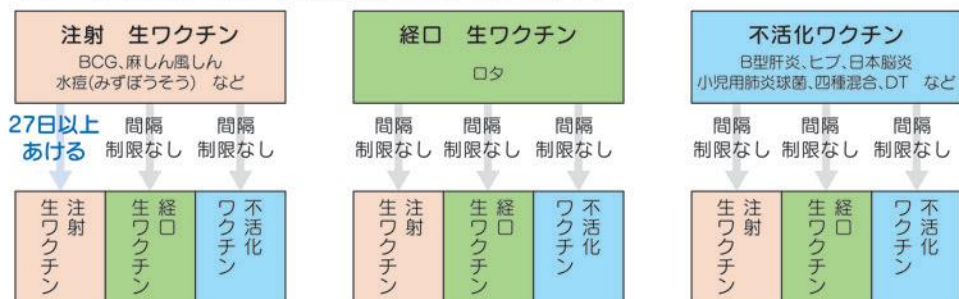 注射 生ワクチン
BCG、麻しん風しん
水痘(みずぼうそう) など
経口 生ワクチン
ロタ
不活化ワクチン
B型肝炎、ヒブ、日本脳炎
小児用肺炎球菌、四種混合、DT など
27日以上
あける
間隔
制限なし
間隔
制限なし
間隔
制限なし
間隔
制限なし
間隔
制限なし
間隔
制限なし
間隔
制限なし
間隔
制限なし
注射
生ワクチン
経口
生ワクチン
不活化
ワクチン
注射
生ワクチン
経口
生ワクチン
不活化
ワクチン
注射
生ワクチン
経口
生ワクチン
不活化
ワクチン